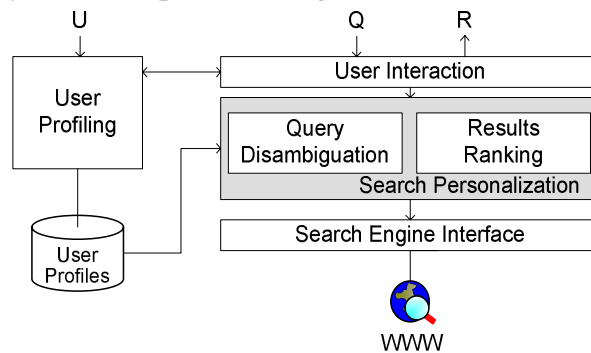 U
Q
R
User
Profiling
User Interaction
Query
Disambiguation
Results
Ranking
Search Personalization
User
Profiles
Search Engine Interface
WWW